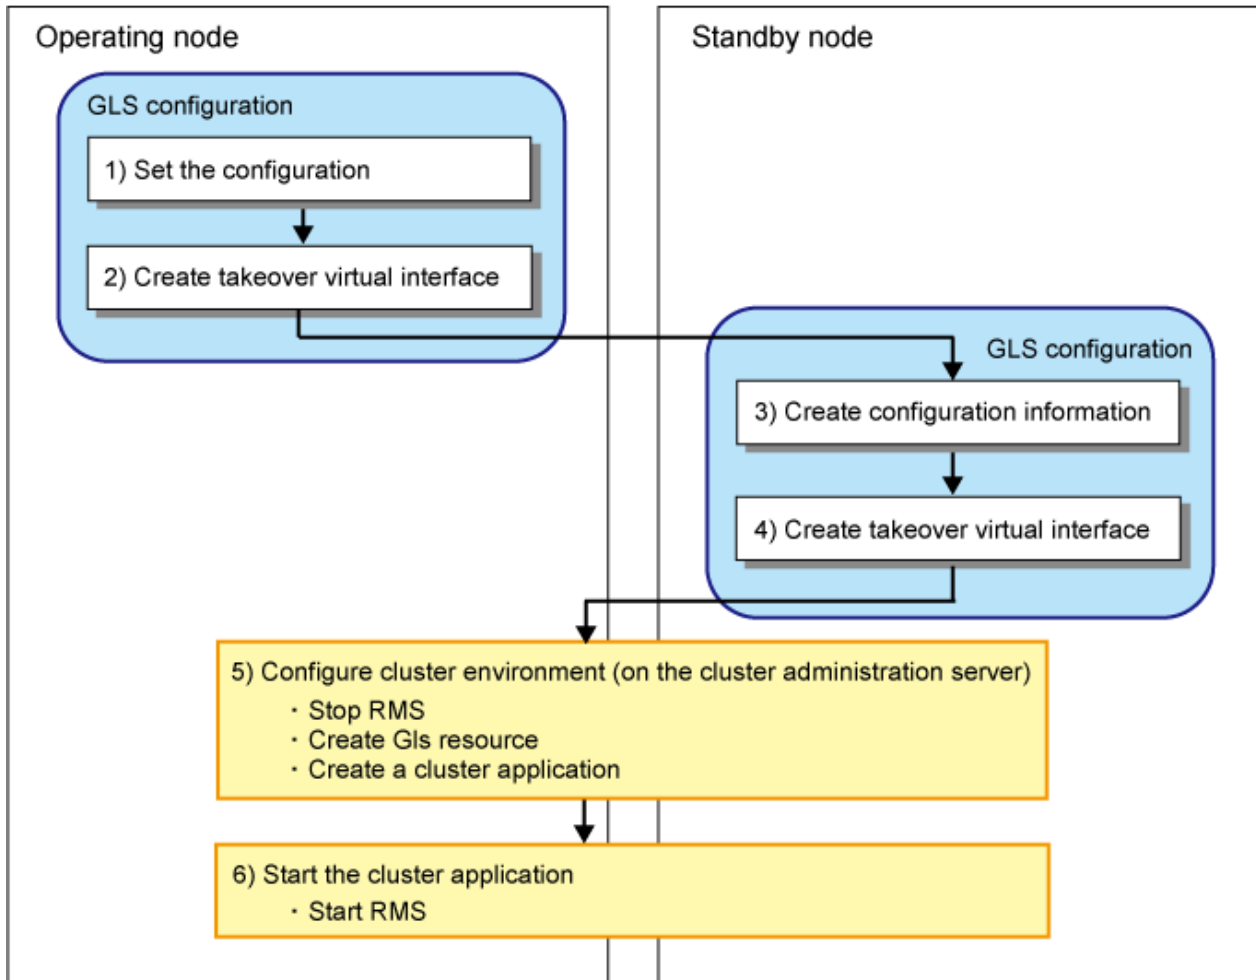 Operating node
Standby node
GLS configuration
1) Set the configuration
2) Create takeover virtual interface
GLS configuration
3) Create configuration information
4) Create takeover virtual interface
5) Configure cluster environment (on the cluster administration server)
・ Stop RMS
・ Create Gls resource
・ Create a cluster application
6) Start the cluster application
・ Start RMS